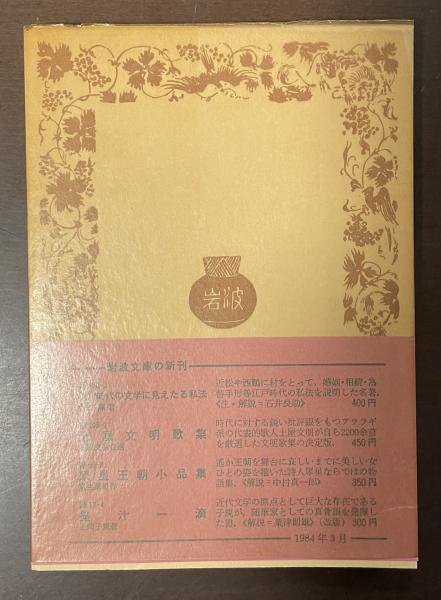 岩波
岩波文庫の新刊
時代の文学に見えたる私法
近松や西鶴に材をとって、婚姻・相続・為
替手形等江戸時代の私法を説明した名著。
〈注・解説=石井良助〉 400円
文明歌集
時代に対する鋭い批評眼をもつアララギ
派の代表的歌人土屋文明が自ら2200余首
を厳選した文明短歌集の決定版。 450円
王朝小品集
遥か王朝を舞台に哀しいまでに美しい女
ひとの姿を描いた詩人犀星ならではの物
語集。〈解説=中村真一郎〉 350円
汁一滴
近代文学の原点として巨大な存在である
子規が、随筆家としての真骨頂を発揮し
た書。〈解説=粟津則雄〉(改版) 300円
1984年3月